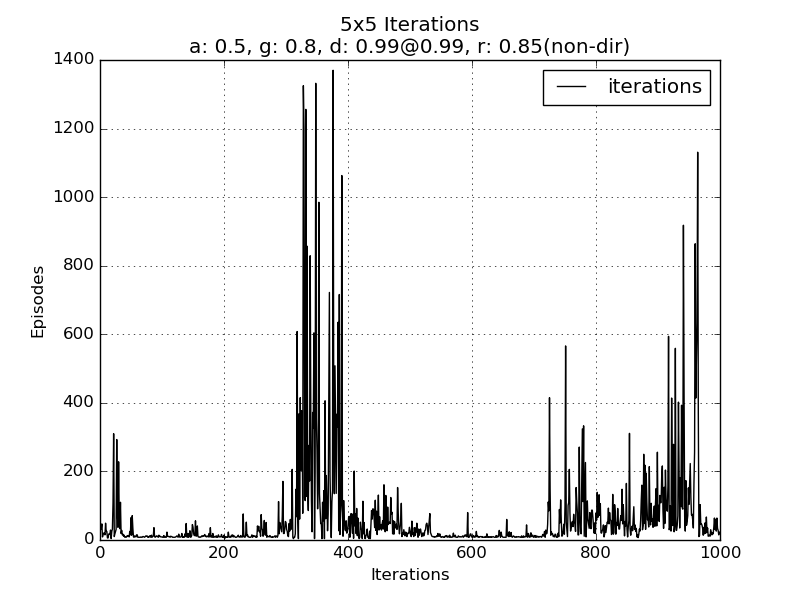 5x5 Iterations
a: 0.5, g: 0.8, d: 0.99@0.99, r: 0.85(non-dir)
iterations
1400
1200
1000
800
600
400
200
0
Episodes
0 200 400 600 800 1000
Iterations